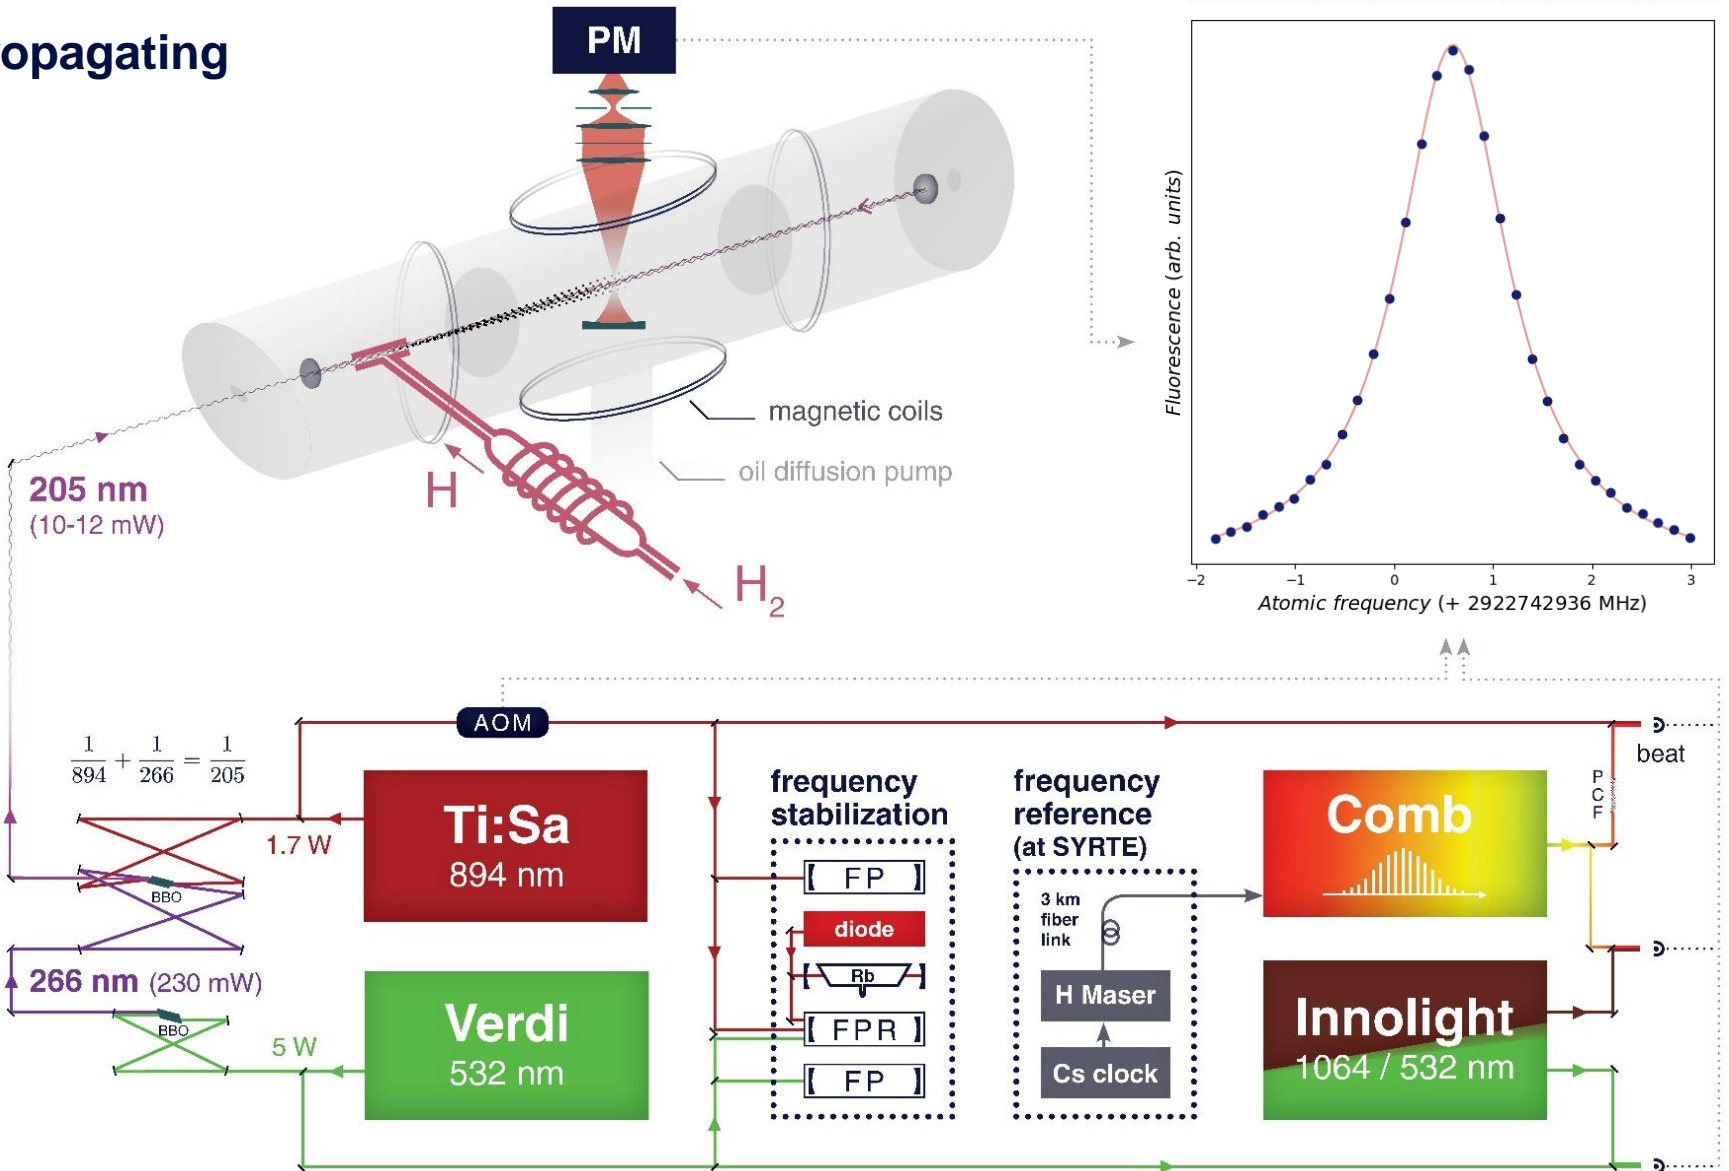 opagating
PM
magnetic coils
oil diffusion pump
205 nm
(10-12 mW)
H
H2
Fluorescence (arb. units)
−2 −1 0 1 2 3
Atomic frequency (+ 2922742936 MHz)
1/894 + 1/266 = 1/205
AOM
1.7 W
Ti:Sa
894 nm
BBO
266 nm (230 mW)
BBO
5 W
Verdi
532 nm
frequency
stabilization
FP
diode
Rb
FPR
FP
frequency
reference
(at SYRTE)
3 km
fiber
link
H Maser
Cs clock
Comb
PCF
beat
Innolight
1064 / 532 nm